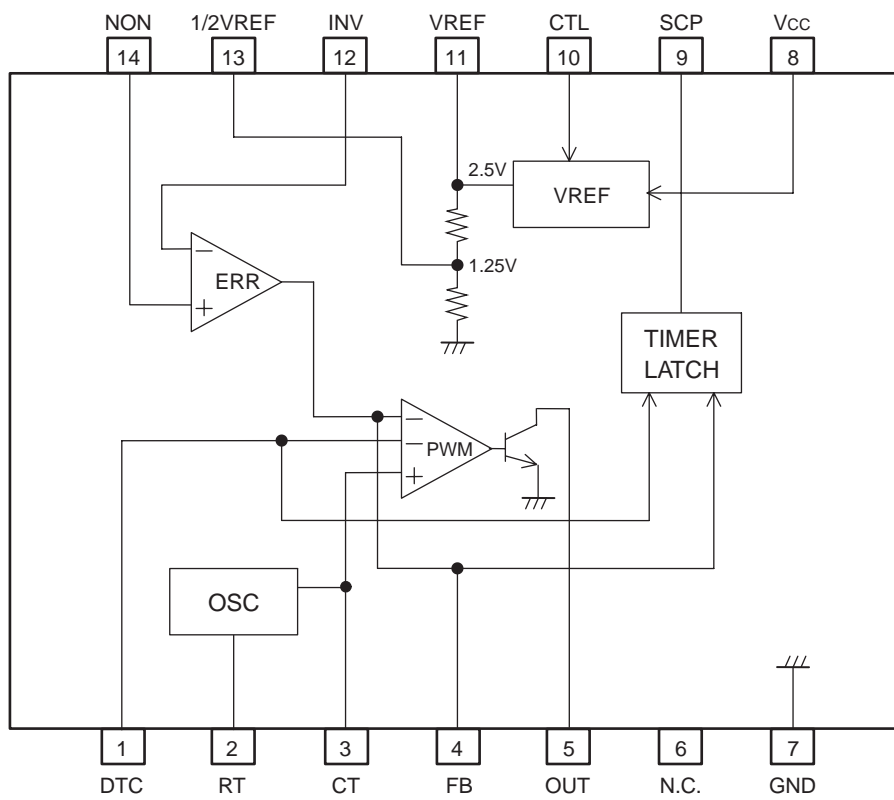 NON 1/2VREF INV VREF CTL SCP Vcc
14 13 12 11 10 9 8
2.5V
VREF
1.25V
−
ERR
+
TIMER
LATCH
−
−
PWM
+
OSC
1 2 3 4 5 6 7
DTC RT CT FB OUT N.C. GND